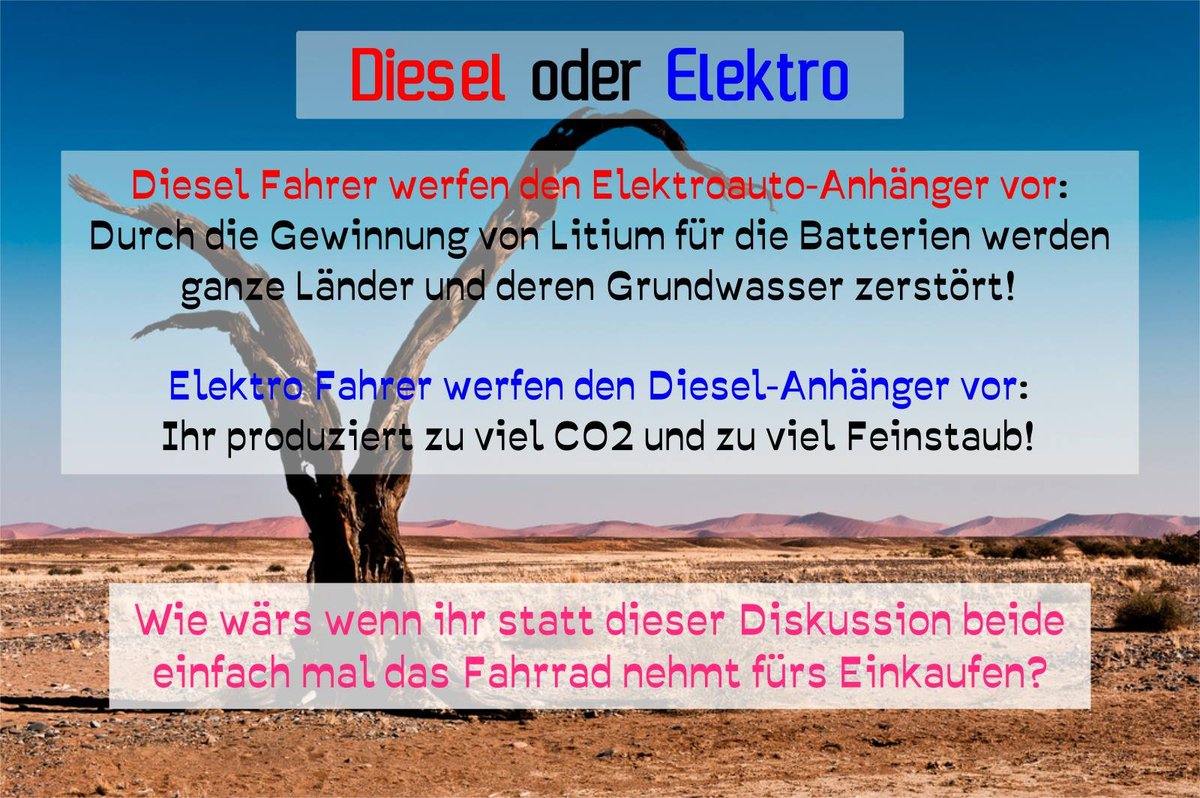 Diesel oder Elektro
Diesel Fahrer werfen den Elektroauto-Anhänger vor:
Durch die Gewinnung von Litium für die Batterien werden
ganze Länder und deren Grundwasser zerstört!
Elektro Fahrer werfen den Diesel-Anhänger vor:
Ihr produziert zu viel CO2 und zu viel Feinstaub!
Wie wärs wenn ihr statt dieser Diskussion beide
einfach mal das Fahrrad nehmt fürs Einkaufen?